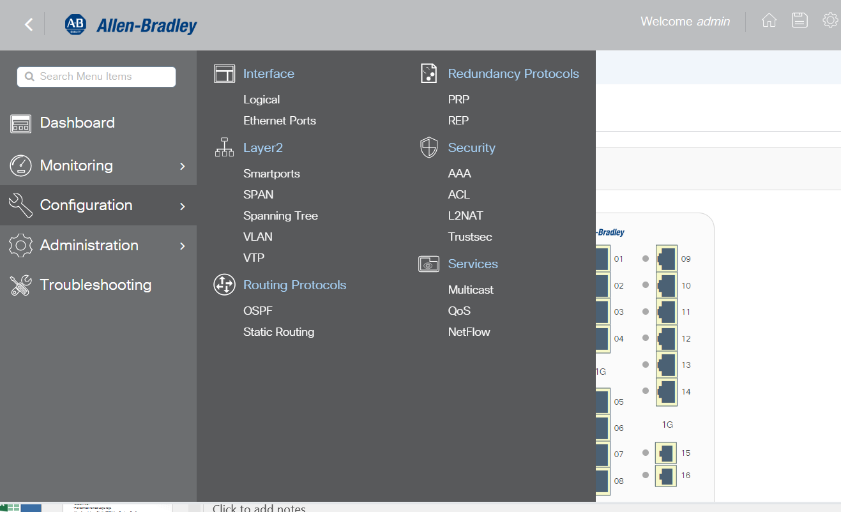 AB Allen-Bradley
Welcome admin
Search Menu Items
Dashboard
Monitoring
Configuration
Administration
Troubleshooting
Interface
Logical
Ethernet Ports
Layer2
Smartports
SPAN
Spanning Tree
VLAN
VTP
Routing Protocols
OSPF
Static Routing
Redundancy Protocols
PRP
REP
Security
AAA
ACL
L2NAT
Trustsec
Services
Multicast
QoS
NetFlow
-Bradley
01 09
02 10
03 11
04 12
13
1G
14
05
06 1G
07 15
08 16
Click to add notes